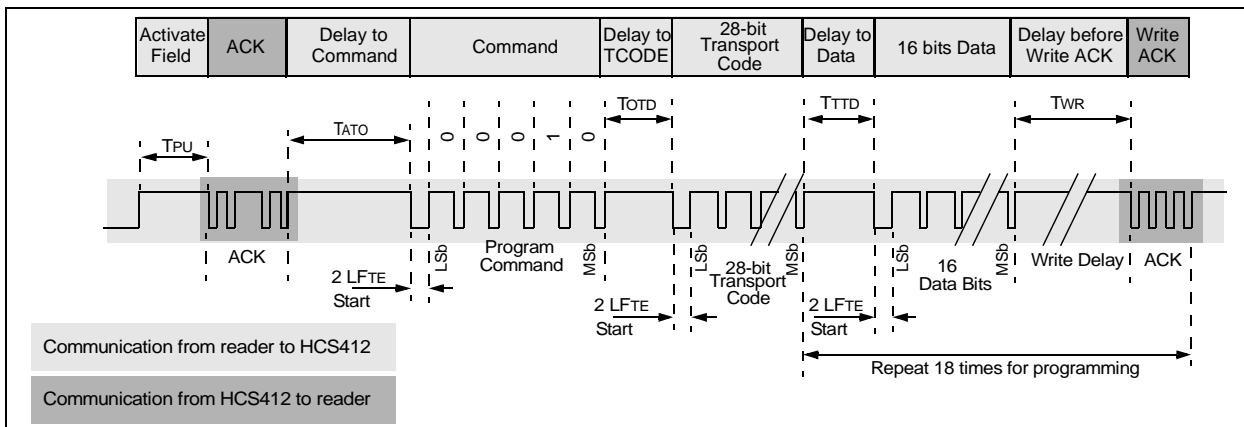 Activate
Field
ACK
Delay to
Command
Command
Delay to
TCODE
28-bit
Transport
Code
Delay to
Data
16 bits Data
Delay before
Write ACK
Write
ACK
TPU
TATO
0 0 0 1 0
TOTD
TTTD
TWR
ACK
2 LFTE
Start
LSb
Program
Command
MSb
2 LFTE
Start
LSb
28-bit
Transport
Code
MSb
2 LFTE
Start
LSb
16
Data Bits
MSb
Write Delay
ACK
Repeat 18 times for programming
Communication from reader to HCS412
Communication from HCS412 to reader